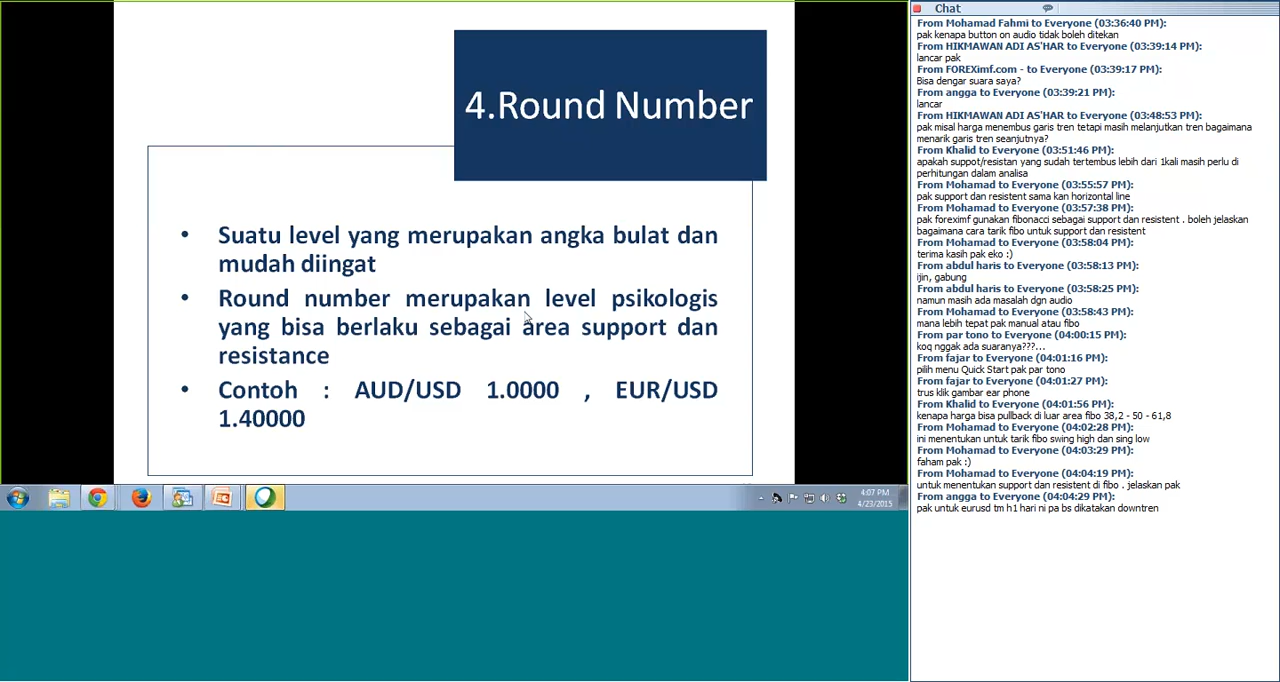 4.Round Number
• Suatu level yang merupakan angka bulat dan
mudah diingat
• Round number merupakan level psikologis
yang bisa berlaku sebagai area support dan
resistance
• Contoh : AUD/USD 1.0000 , EUR/USD
1.40000
4:07 PM
4/23/2015
Chat
From Mohamad Fahmi to Everyone (03:36:40 PM):
pak kenapa button on audio tidak boleh ditekan
From HIKMAWAN ADI AS'HAR to Everyone (03:39:14 PM):
lancar pak
From FOREXimf.com - to Everyone (03:39:17 PM):
Bisa dengar suara saya?
From angga to Everyone (03:39:21 PM):
lancar
From HIKMAWAN ADI AS'HAR to Everyone (03:48:53 PM):
pak misal harga menembus garis tren tetapi masih melanjutkan tren bagaimana
menarik garis tren seanjutnya?
From Khalid to Everyone (03:51:46 PM):
apakah suppot/resistan yang sudah tertembus lebih dari 1kali masih perlu di
perhitungan dalam analisa
From Mohamad to Everyone (03:55:57 PM):
pak support dan resistent sama kan horizontal line
From Mohamad to Everyone (03:57:38 PM):
pak foreximf gunakan fibonacci sebagai support dan resistent . boleh jelaskan
bagaimana cara tarik fibo untuk support dan resistent
From Mohamad to Everyone (03:58:04 PM):
terima kasih pak eko :)
From abdul haris to Everyone (03:58:13 PM):
ijin, gabung
From abdul haris to Everyone (03:58:25 PM):
namun masih ada masalah dgn audio
From Mohamad to Everyone (03:58:43 PM):
mana lebih tepat pak manual atau fibo
From par tono to Everyone (04:00:15 PM):
koq nggak ada suaranya???...
From fajar to Everyone (04:01:16 PM):
pilih menu Quick Start pak par tono
From fajar to Everyone (04:01:27 PM):
trus klik gambar ear phone
From Khalid to Everyone (04:01:56 PM):
kenapa harga bisa pullback di luar area fibo 38,2 - 50 - 61,8
From Mohamad to Everyone (04:02:28 PM):
ini menentukan untuk tarik fibo swing high dan sing low
From Mohamad to Everyone (04:03:29 PM):
faham pak :)
From Mohamad to Everyone (04:04:19 PM):
untuk menentukan support dan resistent di fibo . jelaskan pak
From angga to Everyone (04:04:29 PM):
pak untuk eurusd tm h1 hari ni pa bs dikatakan downtren